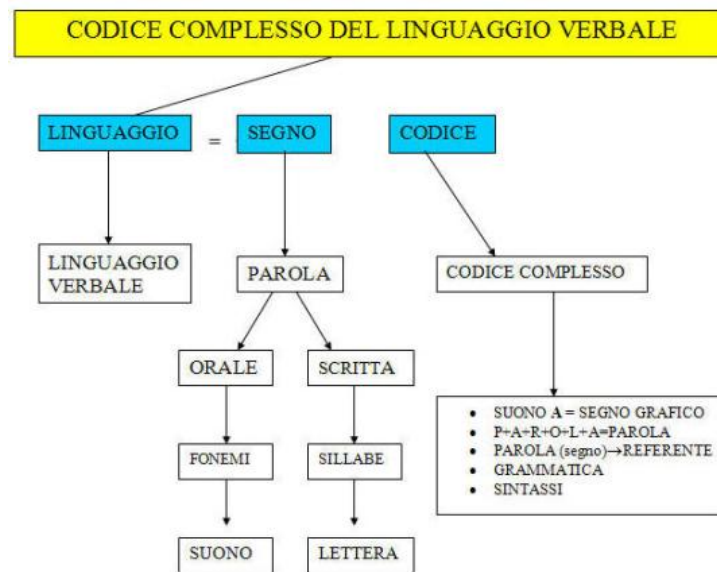 CODICE COMPLESSO DEL LINGUAGGIO VERBALE
LINGUAGGIO = SEGNO CODICE
LINGUAGGIO
VERBALE
PAROLA
CODICE COMPLESSO
ORALE SCRITTA
FONEMI SILLABE
SUONO LETTERA
• SUONO A = SEGNO GRAFICO
• P+A+R+O+L+A=PAROLA
• PAROLA (segno)→REFERENTE
• GRAMMATICA
• SINTASSI